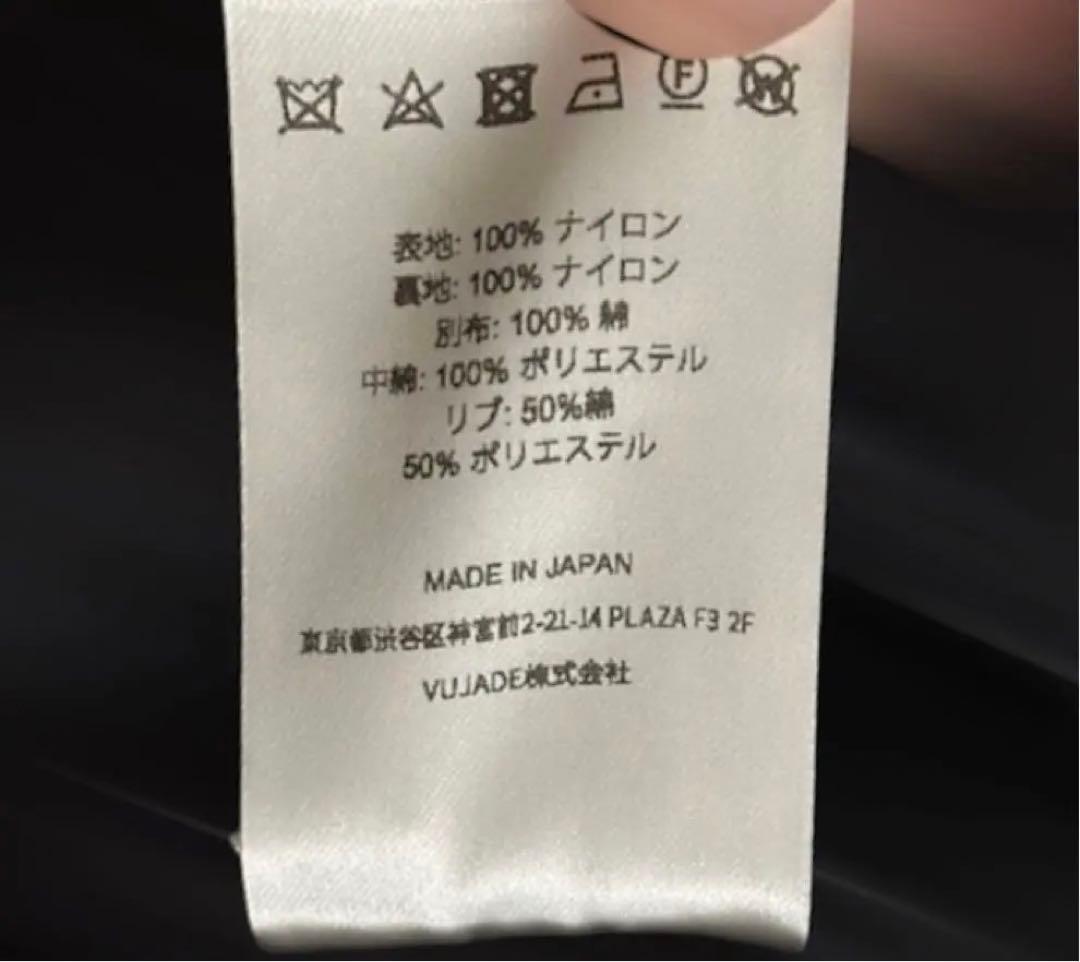 F W
表地: 100% ナイロン
裏地: 100% ナイロン
別布: 100% 綿
中綿: 100% ポリエステル
リブ: 50%綿
50% ポリエステル
MADE IN JAPAN
東京都渋谷区神宮前2-21-14 PLAZA F3 2F
VUJADE株式会社